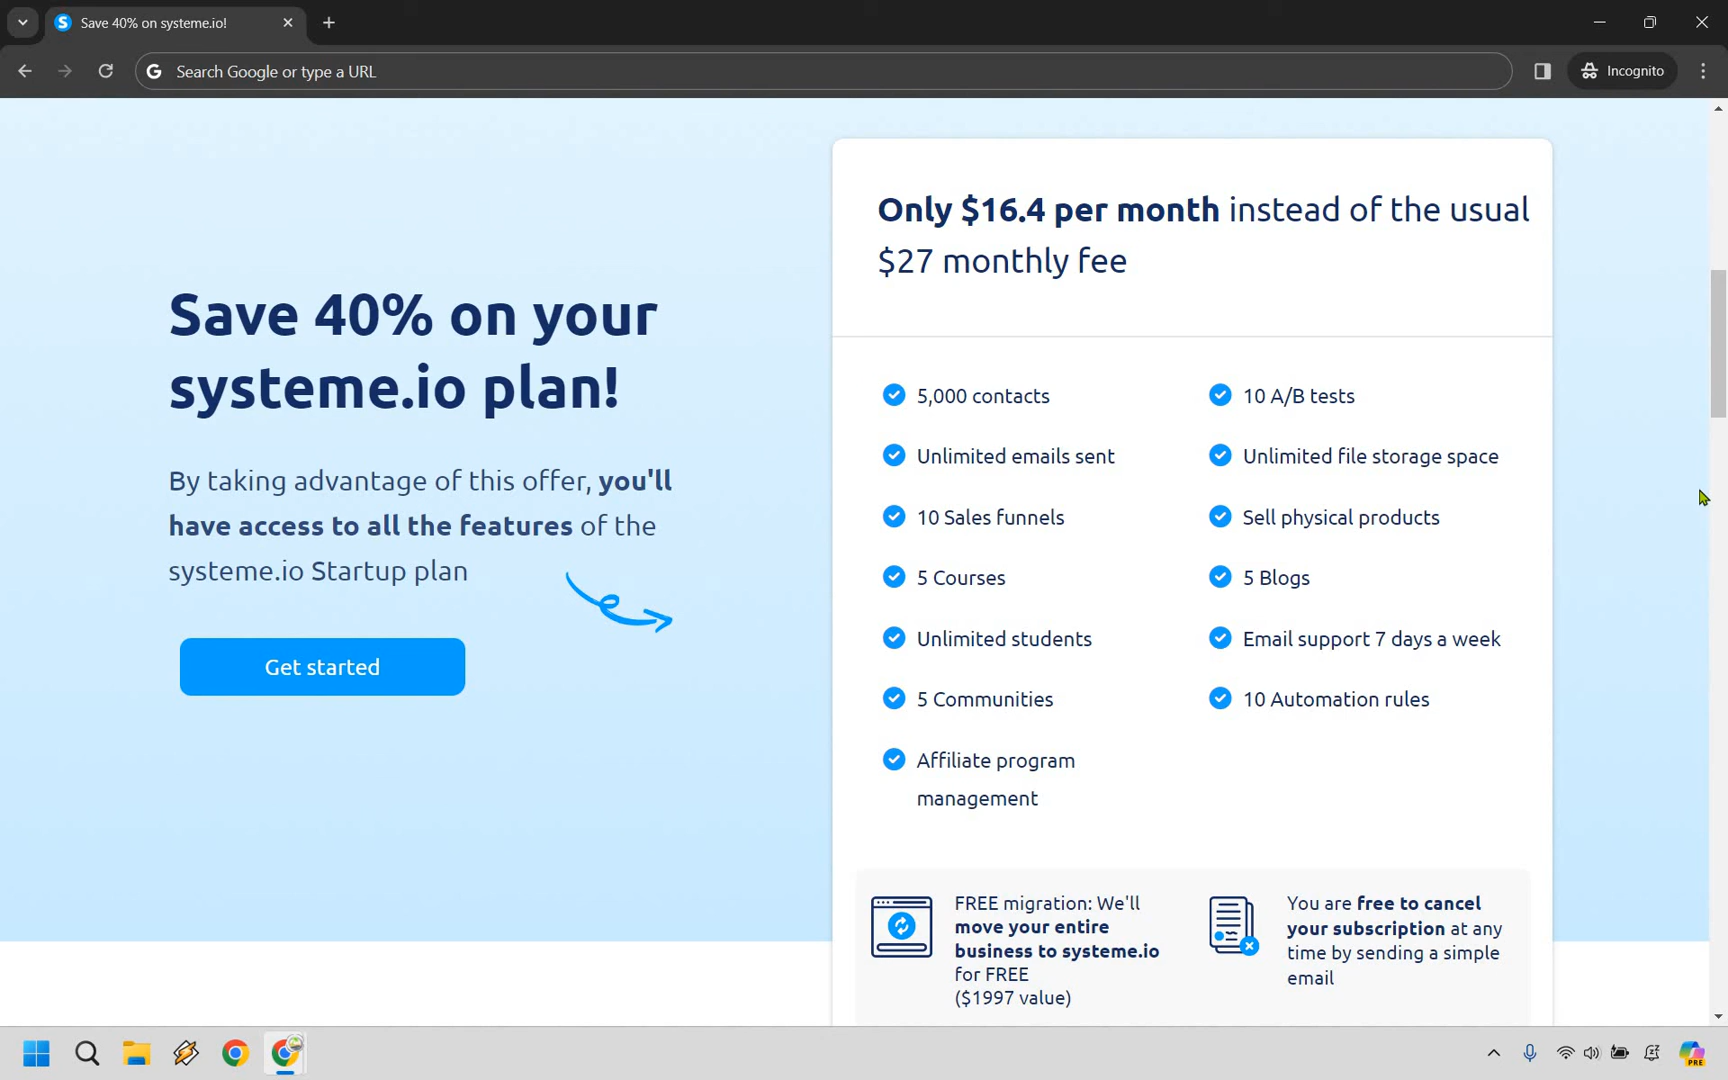 Save 40% on systeme.io!
Search Google or type a URL
Incognito
Save 40% on your
systeme.io plan!
By taking advantage of this offer, you'll
have access to all the features of the
systeme.io Startup plan
Get started
Only $16.4 per month instead of the usual
$27 monthly fee
5,000 contacts
Unlimited emails sent
10 Sales funnels
5 Courses
Unlimited students
5 Communities
Affiliate program
management
10 A/B tests
Unlimited file storage space
Sell physical products
5 Blogs
Email support 7 days a week
10 Automation rules
FREE migration: We'll
move your entire
business to systeme.io
for FREE
($1997 value)
You are free to cancel
your subscription at any
time by sending a simple
email
PRE